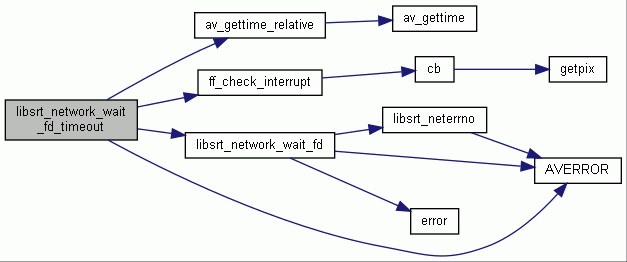 av_gettime_relative
av_gettime
ff_check_interrupt
cb
getpix
libsrt_network_wait
_fd_timeout
libsrt_network_wait_fd
libsrt_neterrno
AVERROR
error